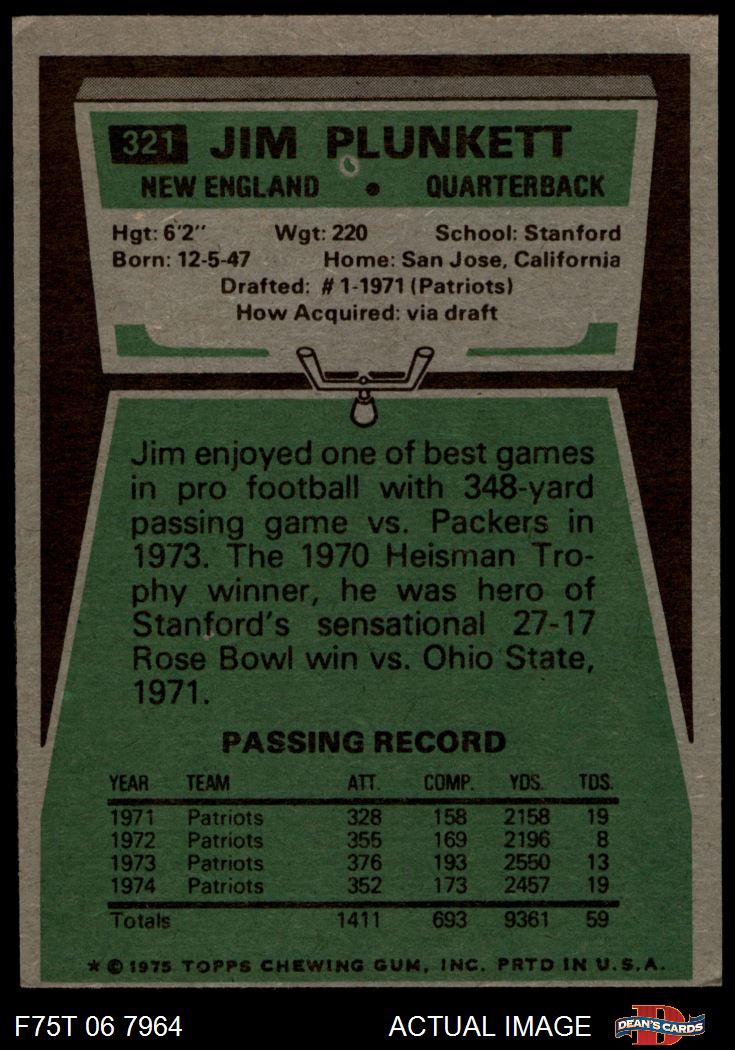 321 JIM PLUNKETT
NEW ENGLAND • QUARTERBACK
Hgt: 6'2" Wgt: 220 School: Stanford
Born: 12-5-47 Home: San Jose, California
Drafted: #1-1971 (Patriots)
How Acquired: via draft
Jim enjoyed one of best games
in pro football with 348-yard
passing game vs. Packers in
1973. The 1970 Heisman Tro-
phy winner, he was hero of
Stanford's sensational 27-17
Rose Bowl win vs. Ohio State,
1971.
PASSING RECORD
YEAR TEAM ATT. COMP. YDS. TDS.
1971 Patriots 328 158 2158 19
1972 Patriots 355 169 2196 8
1973 Patriots 376 193 2550 13
1974 Patriots 352 173 2457 19
Totals 1411 693 9361 59
* © 1975 TOPPS CHEWING GUM, INC. PRTD IN U.S.A.
F75T 06 7964 ACTUAL IMAGE D DEAN'S CARDS